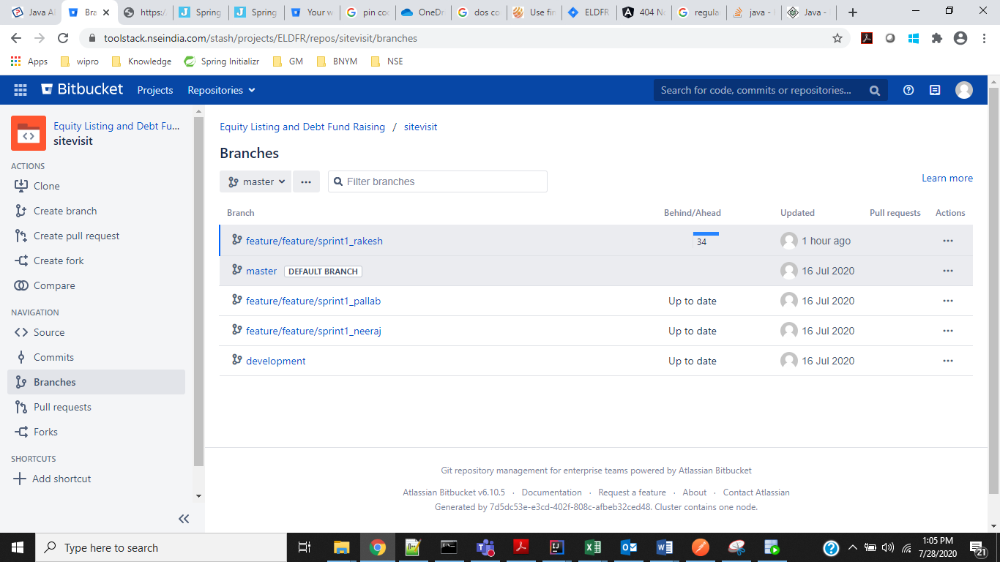 Java Al
Bra
https:/
Spring
Spring
Your w
pin coc
OneDr
dos co
Use fir
ELDFR
404 No
regula
java -
Java -
toolstack.nseindia.com/stash/projects/ELDFR/repos/sitevisit/branches
Apps wipro Knowledge Spring Initializr GM BNYM NSE
Bitbucket Projects Repositories Search for code, commits or repositories...
Equity Listing and Debt Fu...
sitevisit
ACTIONS
Clone
Create branch
Create pull request
Create fork
Compare
NAVIGATION
Source
Commits
Branches
Pull requests
Forks
SHORTCUTS
Add shortcut
Equity Listing and Debt Fund Raising / sitevisit
Branches
master ... Filter branches
Learn more
Branch Behind/Ahead Updated Pull requests Actions
feature/feature/sprint1_rakesh 34 1 hour ago
master DEFAULT BRANCH 16 Jul 2020
feature/feature/sprint1_pallab Up to date 16 Jul 2020
feature/feature/sprint1_neeraj Up to date 16 Jul 2020
development Up to date 16 Jul 2020
Git repository management for enterprise teams powered by Atlassian Bitbucket
Atlassian Bitbucket v6.10.5 · Documentation · Request a feature · About · Contact Atlassian
Generated by 7d5dc53e-e3cd-402f-808c-afbeb32ced48. Cluster contains one node.
Type here to search
1:05 PM
7/28/2020
21